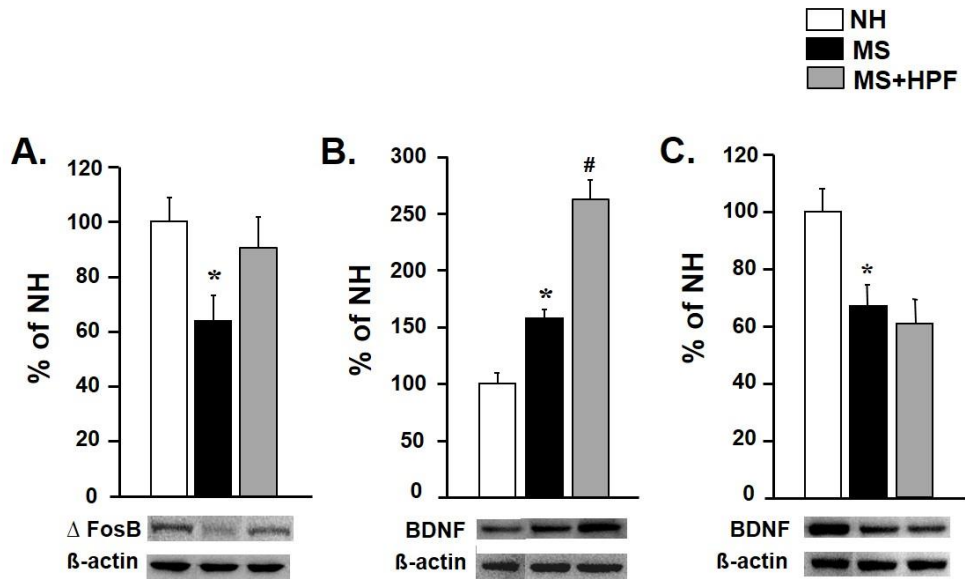 NH
MS
MS+HPF
A.
% of NH
120
100
80
60
40
20
0
*
Δ FosB
ß-actin
B.
% of NH
300
250
200
150
100
50
0
*
#
BDNF
ß-actin
C.
% of NH
120
100
80
60
40
20
0
*
BDNF
ß-actin